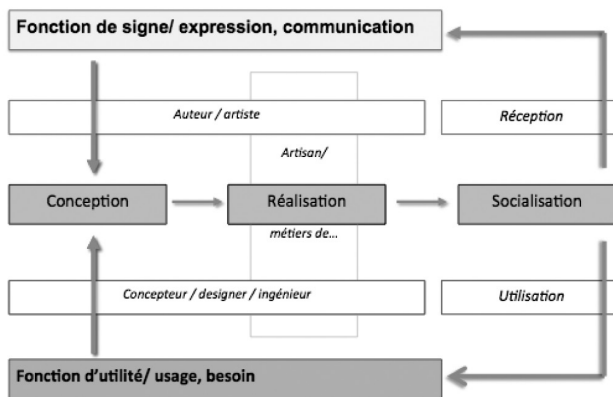 Fonction de signe/ expression, communication
Auteur / artiste
Réception
Artisan/
Conception
Réalisation
Socialisation
métiers de…
Concepteur / designer / ingénieur
Utilisation
Fonction d’utilité/ usage, besoin